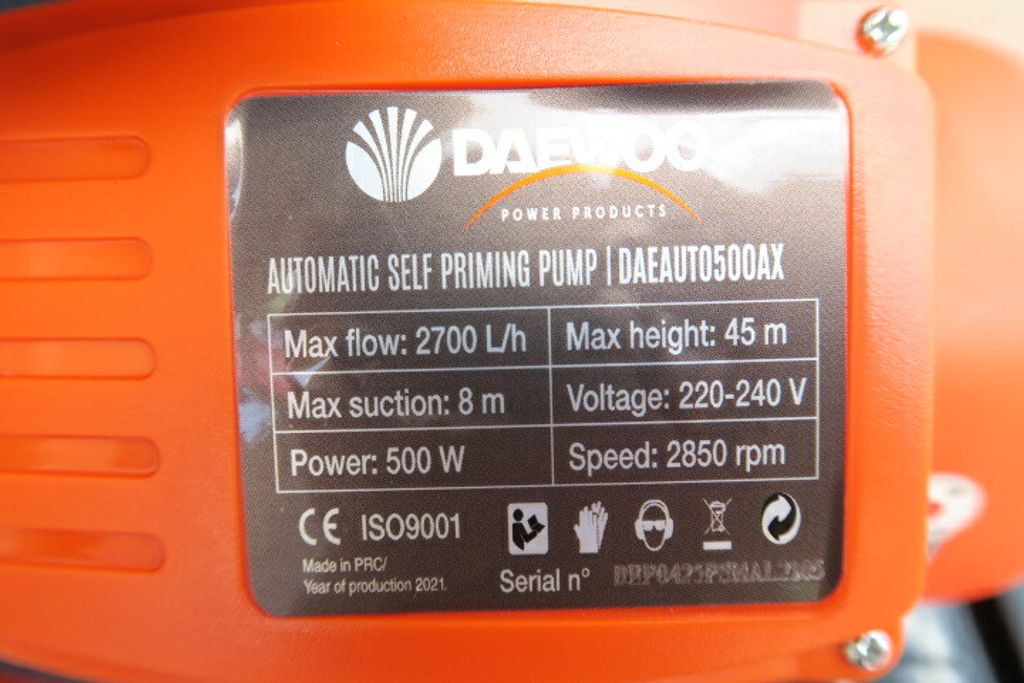 DAEWOO
POWER PRODUCTS
AUTOMATIC SELF PRIMING PUMP | DAEAUTO500AX
Max flow: 2700 L/h Max height: 45 m
Max suction: 8 m Voltage: 220-240 V
Power: 500 W Speed: 2850 rpm
CE ISO9001
Made in PRC/
Year of production 2021.
Serial n°